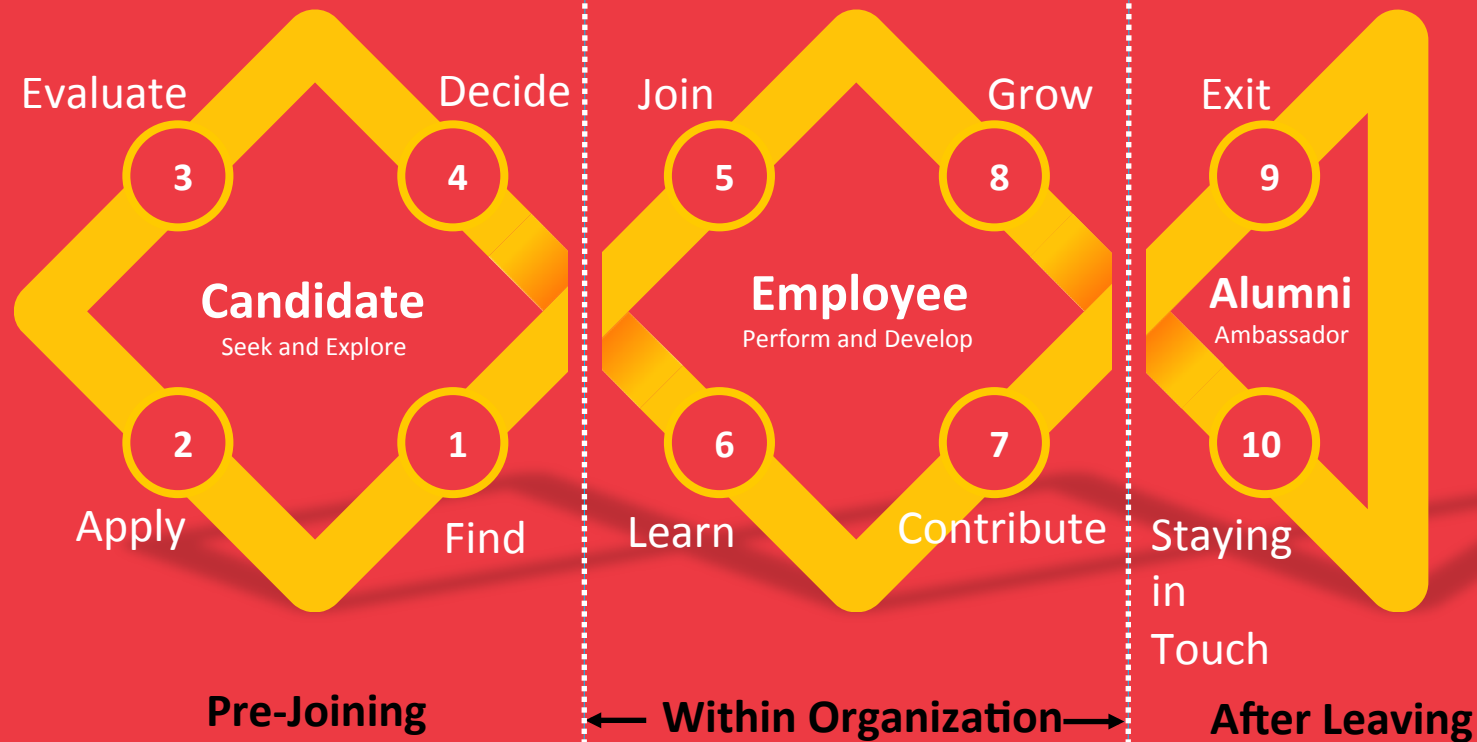 Evaluate
Decide
3
4
Candidate
Seek and Explore
2
1
Apply
Find
Pre-Joining
Join
Grow
5
8
Employee
Perform and Develop
6
7
Learn
Contribute
Within Organization
Exit
9
Alumni
Ambassador
10
Staying
in
Touch
After Leaving